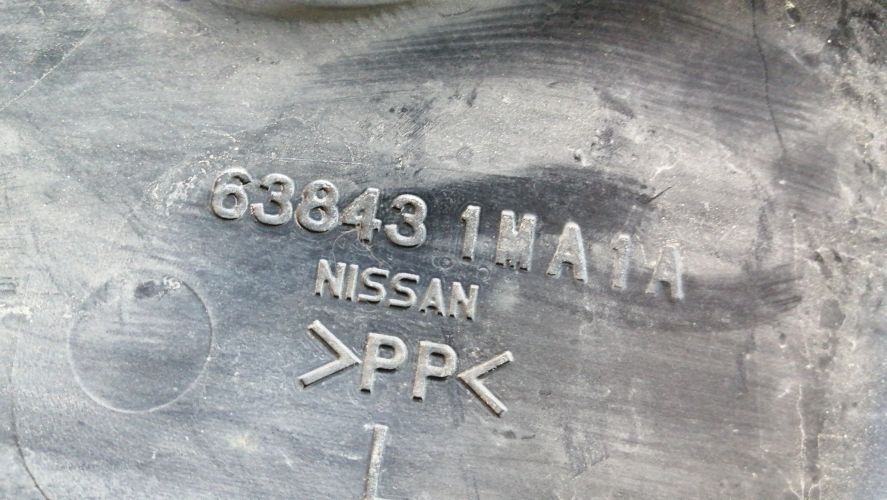 63843 1MA1A
NISSAN
>PP<
L